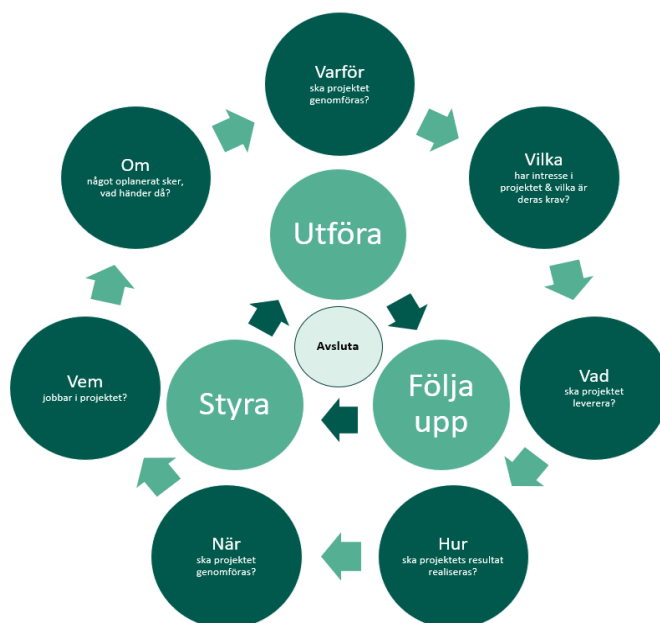 Varför
ska projektet
genomföras?
Vilka
har intresse i
projektet & vilka är
deras krav?
Vad
ska projektet
leverera?
Hur
ska projektets resultat
realiseras?
När
ska projektet
genomföras?
Vem
jobbar i projektet?
Om
något oplanerat sker,
vad händer då?
Utföra
Följa
upp
Styra
Avsluta